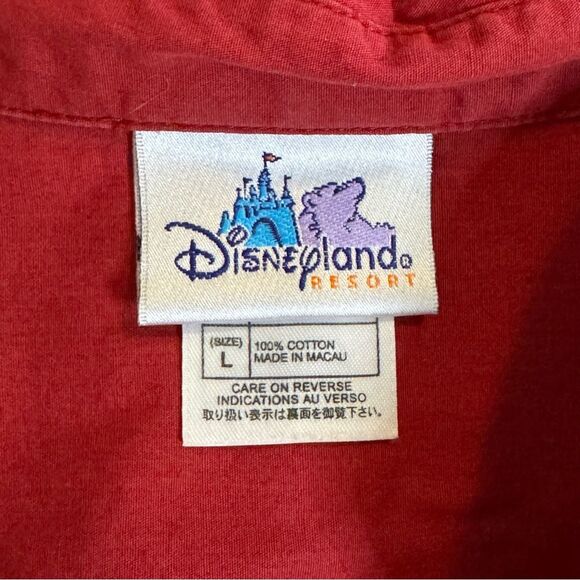 Disneyland®
RESORT
(SIZE)
L
100% COTTON
MADE IN MACAU
CARE ON REVERSE
INDICATIONS AU VERSO
取り扱い表示は裏面を御覧下さい